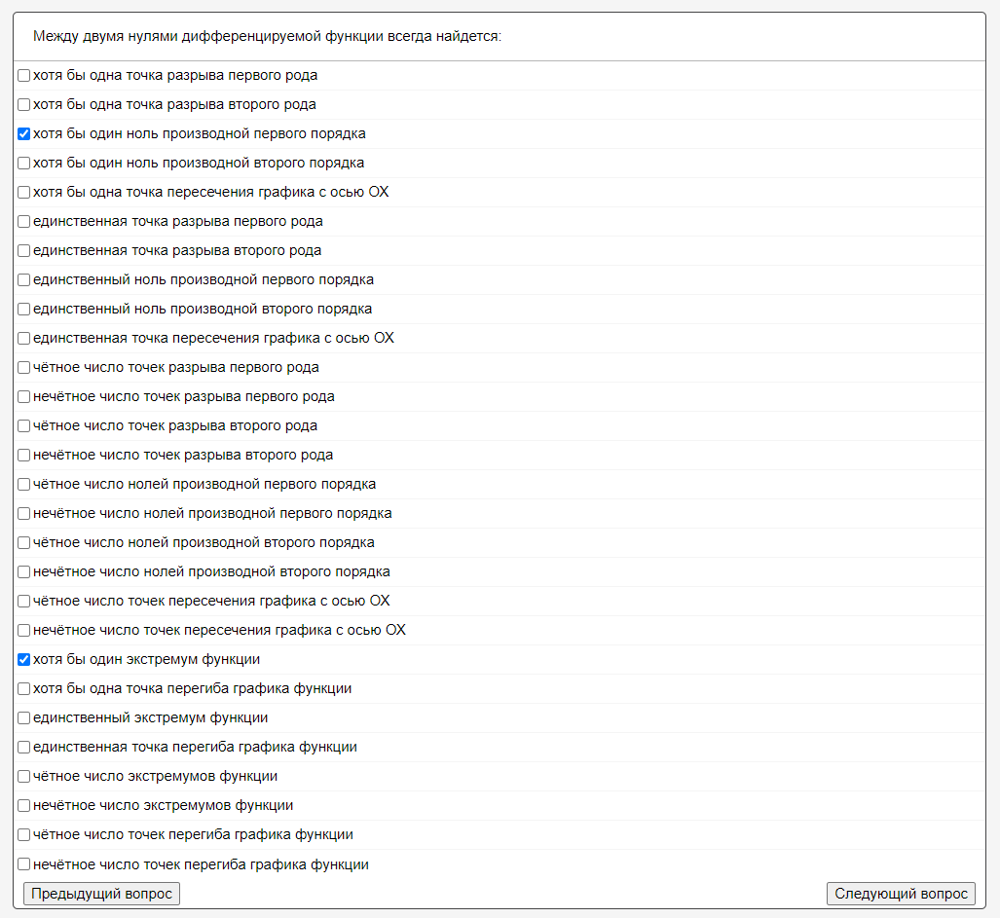 Между двумя нулями дифференцируемой функции всегда найдется:
хотя бы одна точка разрыва первого рода
хотя бы одна точка разрыва второго рода
хотя бы один ноль производной первого порядка
хотя бы один ноль производной второго порядка
хотя бы одна точка пересечения графика с осью OX
единственная точка разрыва первого рода
единственная точка разрыва второго рода
единственный ноль производной первого порядка
единственный ноль производной второго порядка
единственная точка пересечения графика с осью OX
чётное число точек разрыва первого рода
нечётное число точек разрыва первого рода
чётное число точек разрыва второго рода
нечётное число точек разрыва второго рода
чётное число нолей производной первого порядка
нечётное число нолей производной первого порядка
чётное число нолей производной второго порядка
нечётное число нолей производной второго порядка
чётное число точек пересечения графика с осью OX
нечётное число точек пересечения графика с осью OX
хотя бы один экстремум функции
хотя бы одна точка перегиба графика функции
единственный экстремум функции
единственная точка перегиба графика функции
чётное число экстремумов функции
нечётное число экстремумов функции
чётное число точек перегиба графика функции
нечётное число точек перегиба графика функции
Предыдущий вопрос
Следующий вопрос